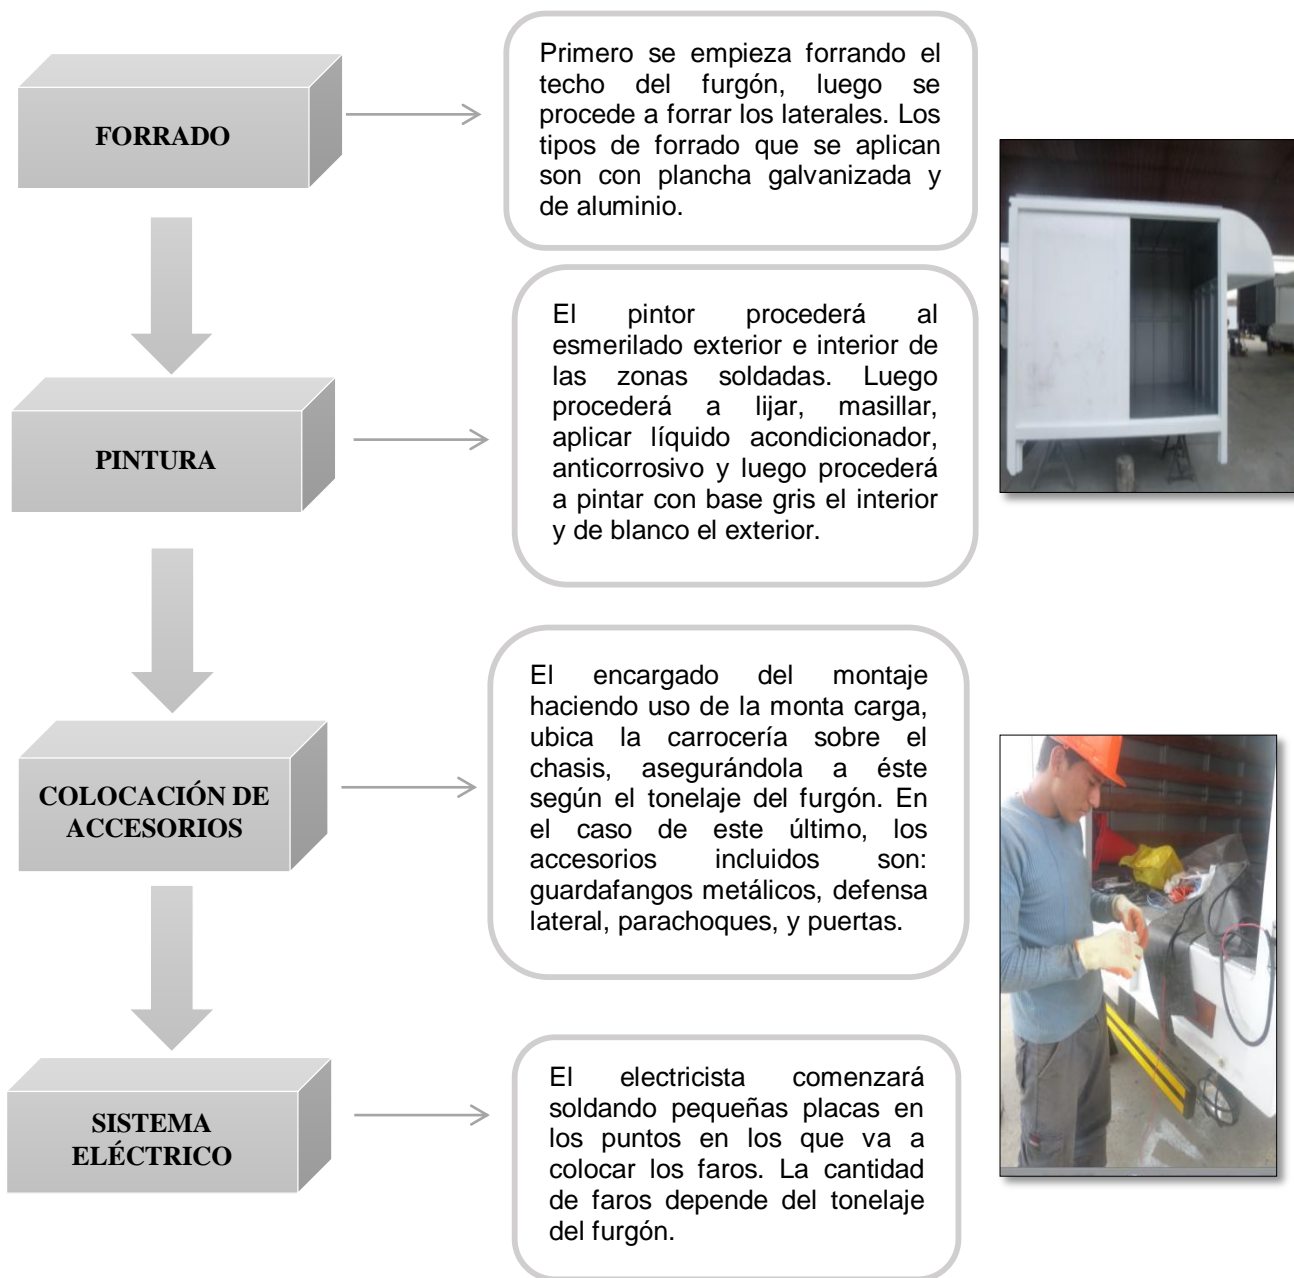 FORRADO
Primero se empieza forrando el
techo del furgón, luego se
procede a forrar los laterales. Los
tipos de forrado que se aplican
son con plancha galvanizada y
de aluminio.
PINTURA
El pintor procederá al
esmerilado exterior e interior de
las zonas soldadas. Luego
procederá a lijar, masillar,
aplicar líquido acondicionador,
anticorrosivo y luego procederá
a pintar con base gris el interior
y de blanco el exterior.
COLOCACIÓN DE
ACCESORIOS
El encargado del montaje
haciendo uso de la monta carga,
ubica la carrocería sobre el
chasis, asegurándola a éste
según el tonelaje del furgón. En
el caso de este último, los
accesorios incluidos son:
guardafangos metálicos, defensa
lateral, parachoques, y puertas.
SISTEMA
ELÉCTRICO
El electricista comenzará
soldando pequeñas placas en
los puntos en los que va a
colocar los faros. La cantidad
de faros depende del tonelaje
del furgón.